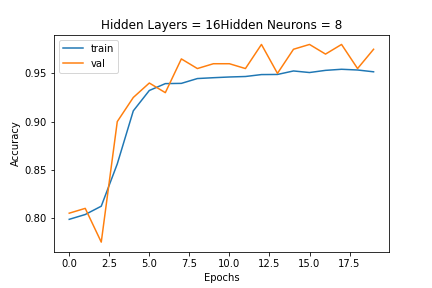 Hidden Layers = 16Hidden Neurons = 8
train
val
Accuracy
0.95
0.90
0.85
0.80
0.0 2.5 5.0 7.5 10.0 12.5 15.0 17.5
Epochs